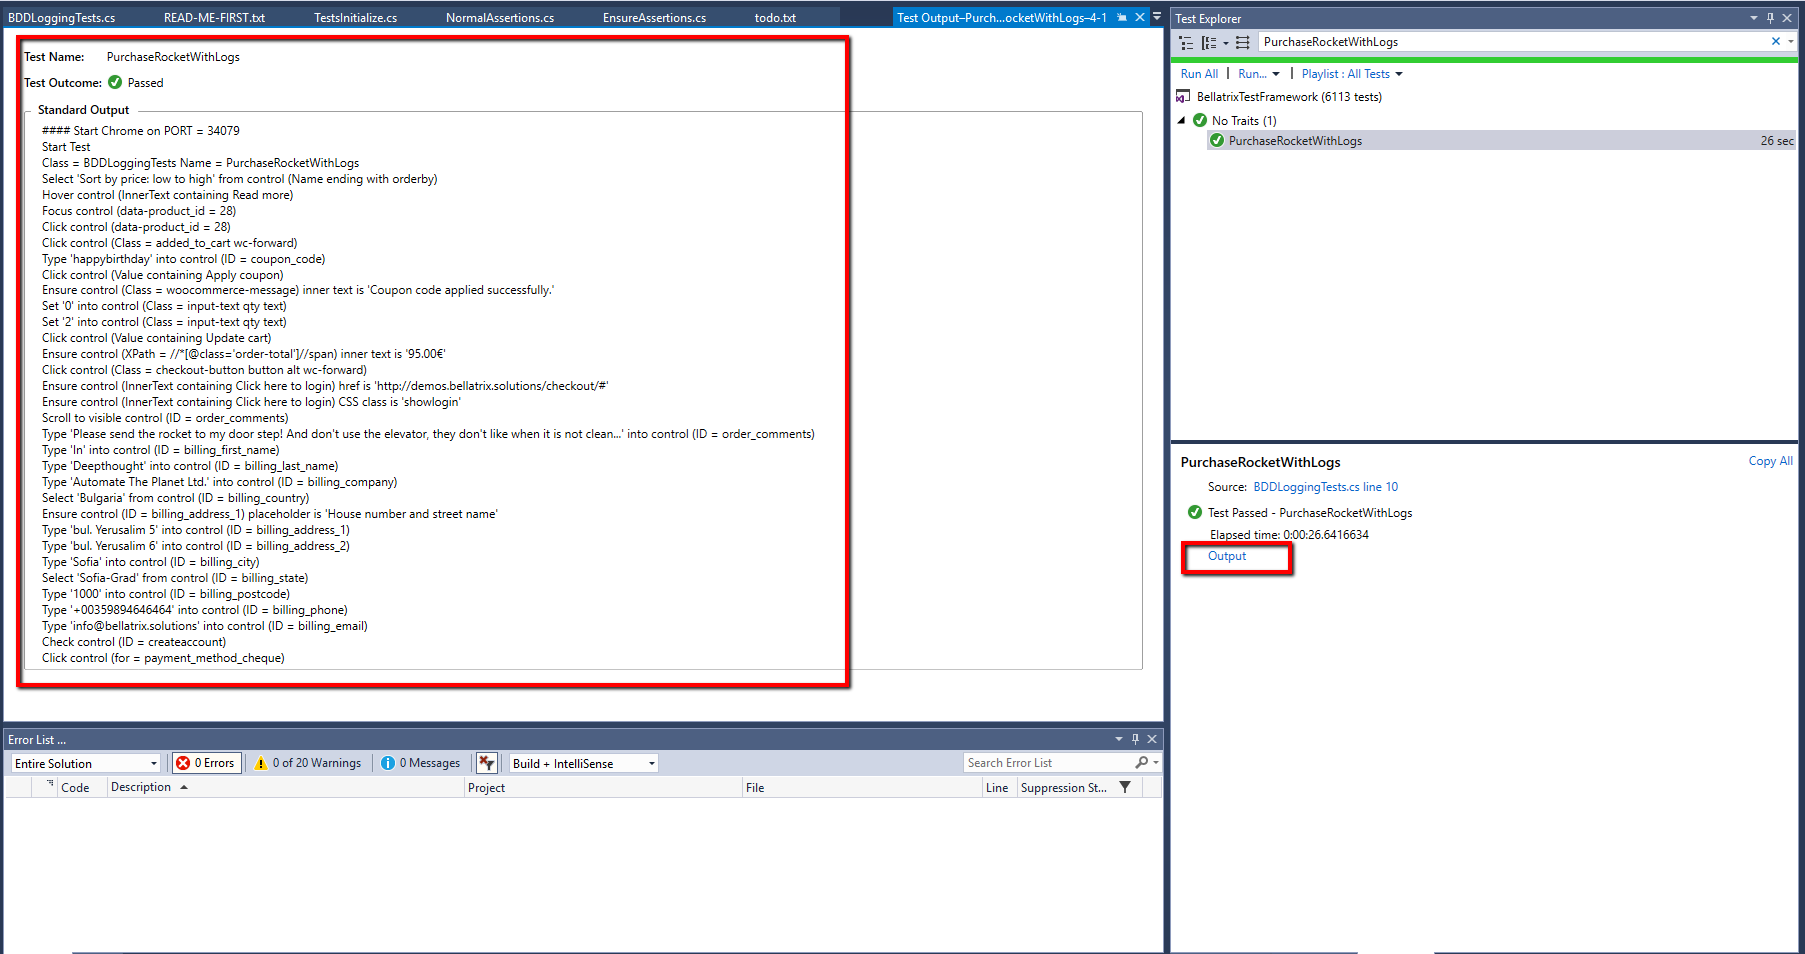 BDDLoggingTests.cs READ-ME-FIRST.txt TestsInitialize.cs NormalAssertions.cs EnsureAssertions.cs todo.txt Test Output–Purch...ocketWithLogs–4-1
Test Name: PurchaseRocketWithLogs
Test Outcome: Passed
Standard Output
#### Start Chrome on PORT = 34079
Start Test
Class = BDDLoggingTests Name = PurchaseRocketWithLogs
Select 'Sort by price: low to high' from control (Name ending with orderby)
Hover control (InnerText containing Read more)
Focus control (data-product_id = 28)
Click control (data-product_id = 28)
Click control (Class = added_to_cart wc-forward)
Type 'happybirthday' into control (ID = coupon_code)
Click control (Value containing Apply coupon)
Ensure control (Class = woocommerce-message) inner text is 'Coupon code applied successfully.'
Set '0' into control (Class = input-text qty text)
Set '2' into control (Class = input-text qty text)
Click control (Value containing Update cart)
Ensure control (XPath = //*[@class='order-total']//span) inner text is '95.00€'
Click control (Class = checkout-button button alt wc-forward)
Ensure control (InnerText containing Click here to login) href is 'http://demos.bellatrix.solutions/checkout/#'
Ensure control (InnerText containing Click here to login) CSS class is 'showlogin'
Scroll to visible control (ID = order_comments)
Type 'Please send the rocket to my door step! And don't use the elevator, they don't like when it is not clean...' into control (ID = order_comments)
Type 'In' into control (ID = billing_first_name)
Type 'Deepthought' into control (ID = billing_last_name)
Type 'Automate The Planet Ltd.' into control (ID = billing_company)
Select 'Bulgaria' from control (ID = billing_country)
Ensure control (ID = billing_address_1) placeholder is 'House number and street name'
Type 'bul. Yerusalim 5' into control (ID = billing_address_1)
Type 'bul. Yerusalim 6' into control (ID = billing_address_2)
Type 'Sofia' into control (ID = billing_city)
Select 'Sofia-Grad' from control (ID = billing_state)
Type '1000' into control (ID = billing_postcode)
Type '+00359894646464' into control (ID = billing_phone)
Type 'info@bellatrix.solutions' into control (ID = billing_email)
Check control (ID = createaccount)
Click control (for = payment_method_cheque)
Error List ...
Entire Solution 0 Errors 0 of 20 Warnings 0 Messages Build + IntelliSense Search Error List
Code Description Project File Line Suppression St...
Test Explorer
PurchaseRocketWithLogs
Run All | Run... | Playlist : All Tests
BellatrixTestFramework (6113 tests)
No Traits (1)
PurchaseRocketWithLogs 26 sec
PurchaseRocketWithLogs Copy All
Source: BDDLoggingTests.cs line 10
Test Passed - PurchaseRocketWithLogs
Elapsed time: 0:00:26.6416634
Output